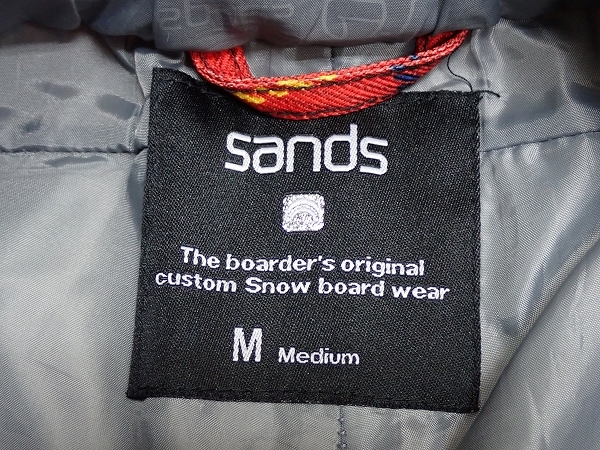 sands
The boarder's original
custom Snow board wear
M Medium